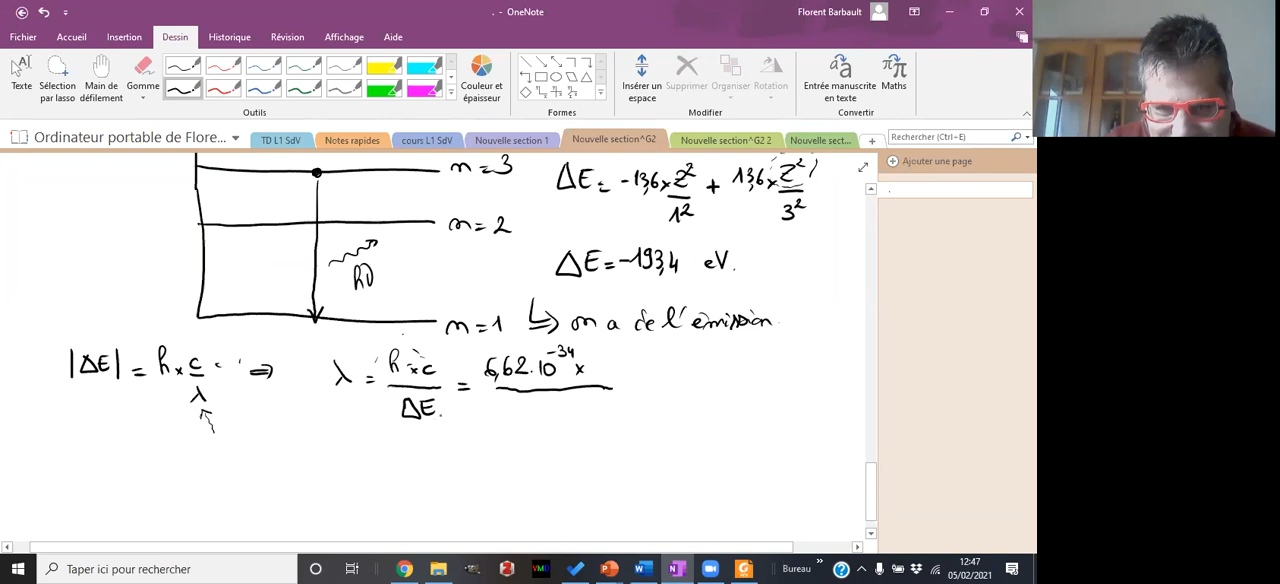 . - OneNote
Florent Barbault
Fichier Accueil Insertion Dessin Historique Révision Affichage Aide
Texte
Sélection par lasso
Main de défilement
Gomme
Couleur et épaisseur
Insérer un espace
Supprimer
Organiser
Rotation
Entrée manuscrite en texte
Maths
Outils Formes Modifier Convertir
Ordinateur portable de Flore...
TD L1 SdV
Notes rapides
cours L1 SdV
Nouvelle section 1
Nouvelle section^G2
Nouvelle section^G2 2
Nouvelle sect...
Rechercher (Ctrl+E)
Ajouter une page
.
n = 3
ΔE = -13,6 × Z²/1² + 13,6 × Z²/3²
n = 2
hν
ΔE = -193,4 eV.
n = 1
↳ on a de l'émission.
|ΔE| = h × c/λ ⇒ λ = h × c/ΔE = 6,62.10⁻³⁴ ×
Taper ici pour rechercher
VMD
Bureau »
12:47
05/02/2021